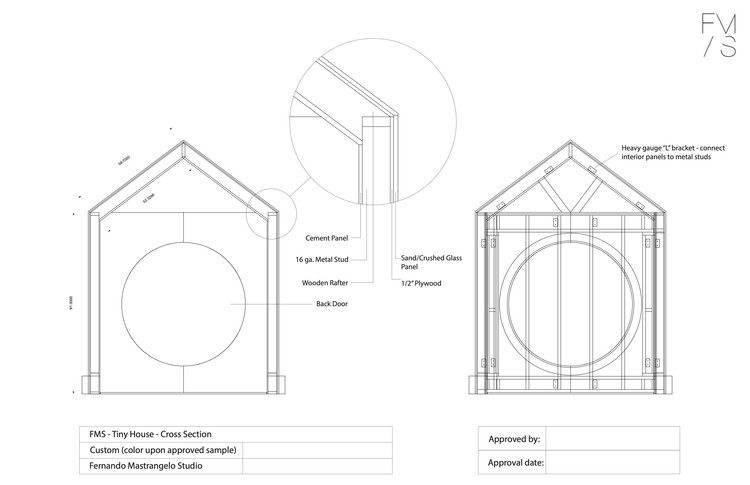 FM
/ S
Heavy gauge "L" bracket - connect
interior panels to metal studs
Cement Panel
16 ga. Metal Stud
Wooden Rafter
Back Door
Sand/Crushed Glass
Panel
1/2" Plywood
FMS - Tiny House - Cross Section
Custom (color upon approved sample)
Fernando Mastrangelo Studio
Approved by:
Approval date: